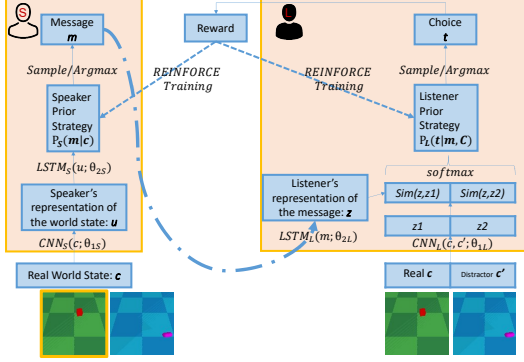 S
Message
m
Sample/Argmax
Speaker
Prior
Strategy
P_S(m|c)
LSTM_S(u; θ_2S)
Speaker's
representation of
the world state: u
CNN_S(c; θ_1S)
Real World State: c
Reward
REINFORCE
Training
REINFORCE
Training
L
Choice
t
Sample/Argmax
Listener
Prior
Strategy
P_L(t|m, C)
softmax
Listener's
representation of
the message: z
LSTM_L(m; θ_2L)
Sim(z,z1) Sim(z,z2)
z1 z2
CNN_L(c, c'; θ_1L)
Real c Distractor c'